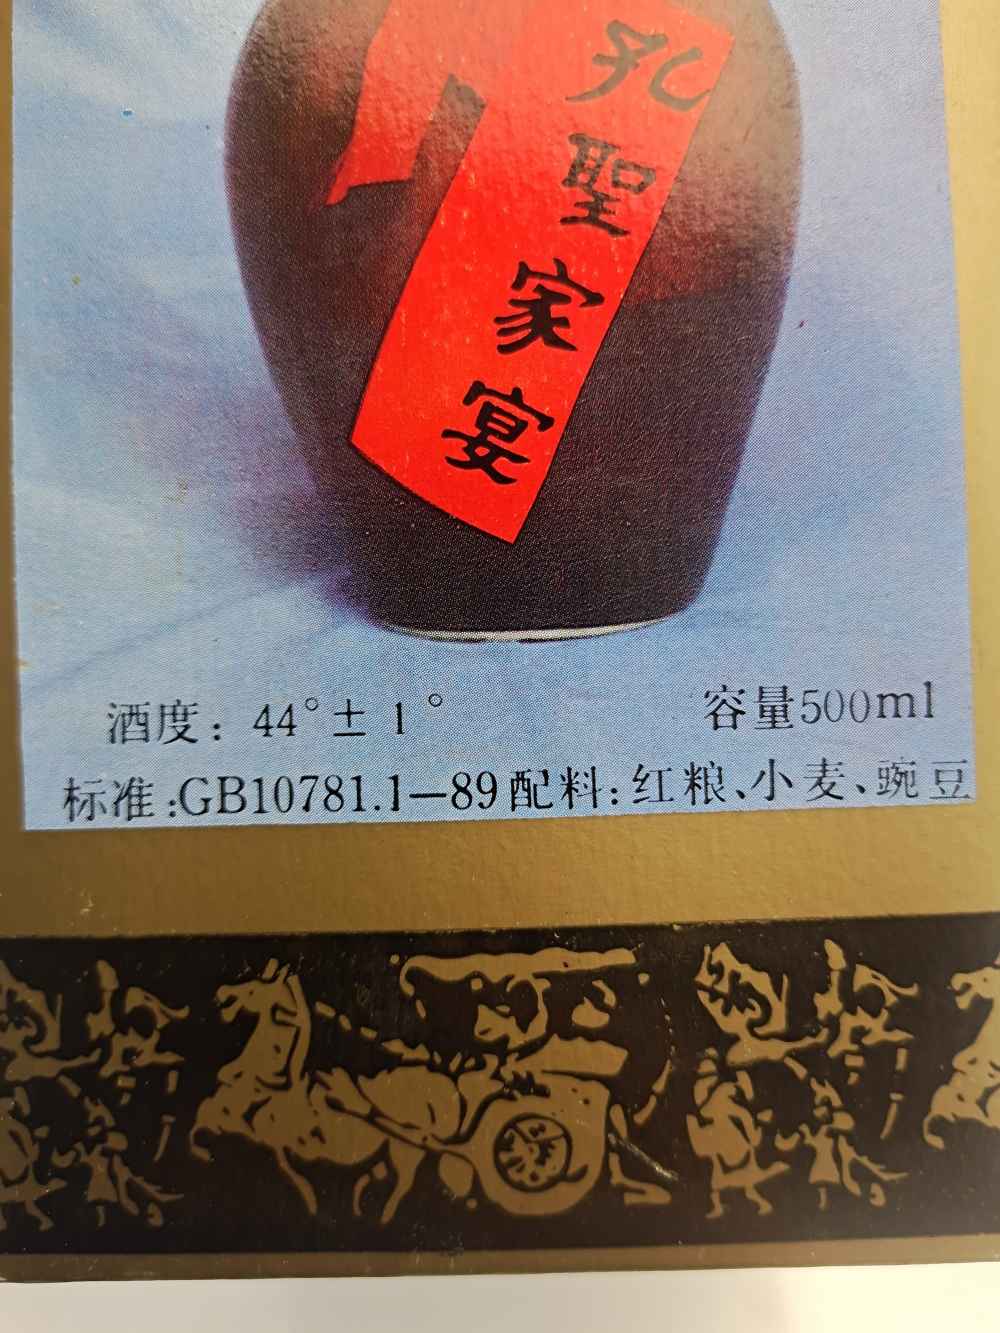 孔聖家宴
酒度：44°±1° 容量500ml
标准:GB10781.1—89 配料:红粮、小麦、豌豆